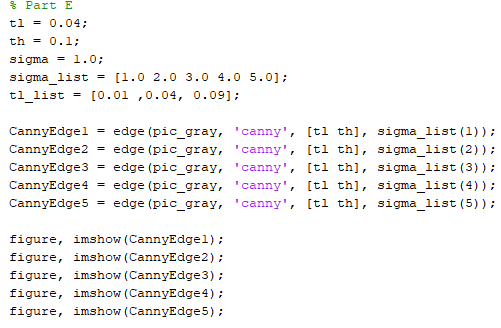 % Part E
tl = 0.04;
th = 0.1;
sigma = 1.0;
sigma_list = [1.0 2.0 3.0 4.0 5.0];
tl_list = [0.01 ,0.04, 0.09];
CannyEdge1 = edge(pic_gray, 'canny', [tl th], sigma_list(1));
CannyEdge2 = edge(pic_gray, 'canny', [tl th], sigma_list(2));
CannyEdge3 = edge(pic_gray, 'canny', [tl th], sigma_list(3));
CannyEdge4 = edge(pic_gray, 'canny', [tl th], sigma_list(4));
CannyEdge5 = edge(pic_gray, 'canny', [tl th], sigma_list(5));
figure, imshow(CannyEdge1);
figure, imshow(CannyEdge2);
figure, imshow(CannyEdge3);
figure, imshow(CannyEdge4);
figure, imshow(CannyEdge5);